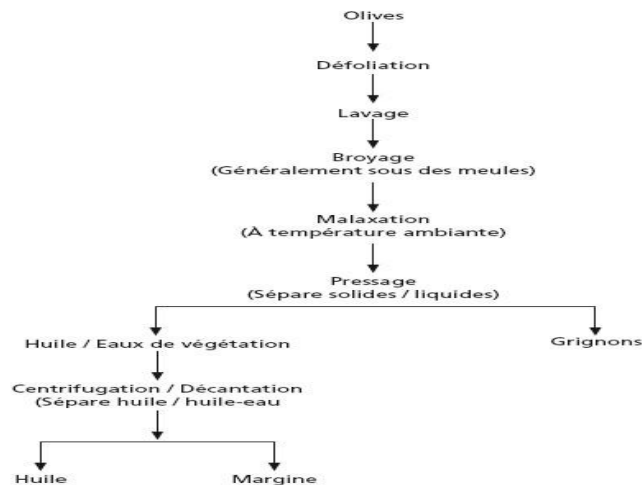 Olives
Défoliation
Lavage
Broyage
(Généralement sous des meules)
Malaxation
(À température ambiante)
Pressage
(Sépare solides / liquides)
Huile / Eaux de végétation
Grignons
Centrifugation / Décantation
(Sépare huile / huile-eau
Huile
Margine